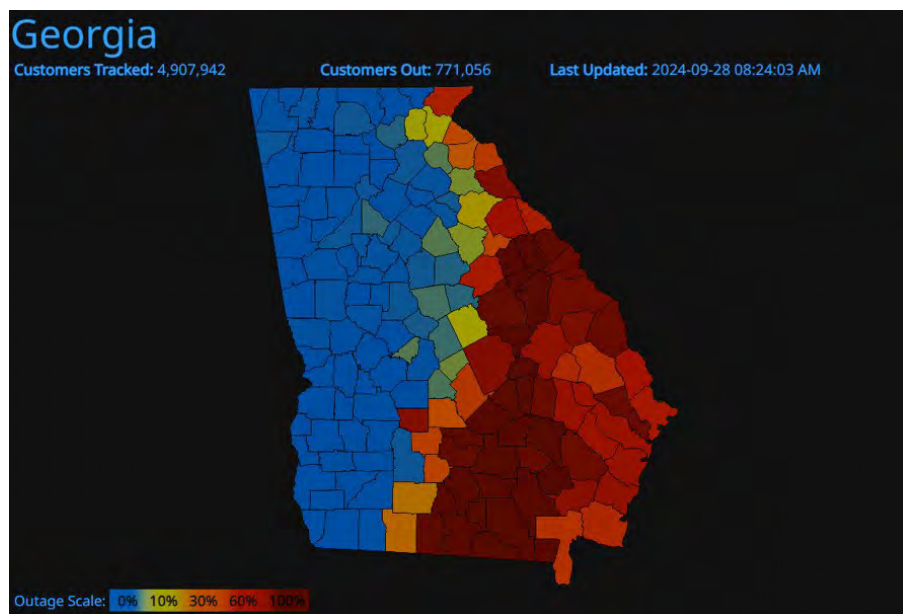 Georgia
Customers Tracked: 4,907,942 Customers Out: 771,056 Last Updated: 2024-09-28 08:24:03 AM
Outage Scale: 0% 10% 30% 60% 100%